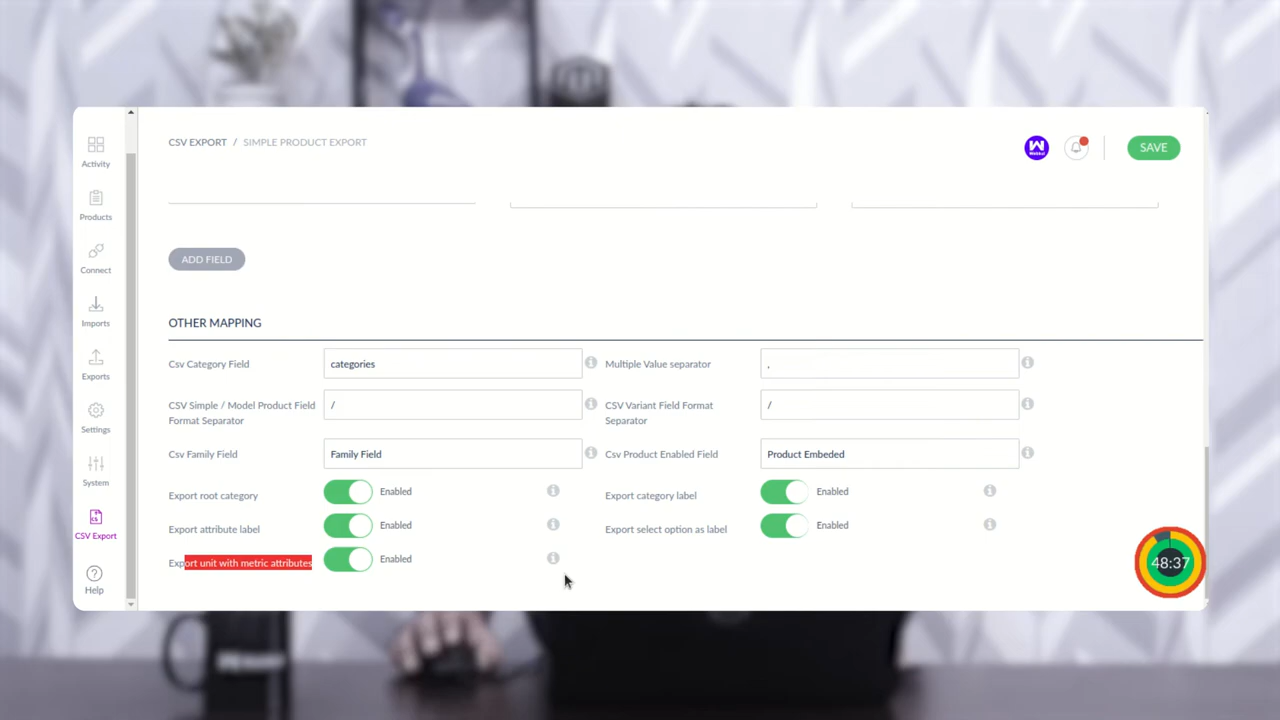 CSV EXPORT / SIMPLE PRODUCT EXPORT
Webkul
SAVE
Activity
Products
Connect
Imports
Exports
Settings
System
CSV Export
Help
ADD FIELD
OTHER MAPPING
Csv Category Field
categories
Multiple Value separator
,
CSV Simple / Model Product Field
Format Separator
/
CSV Variant Field Format
Separator
/
Csv Family Field
Family Field
Csv Product Enabled Field
Product Embeded
Export root category
Enabled
Export category label
Enabled
Export attribute label
Enabled
Export select option as label
Enabled
Export unit with metric attributes
Enabled
48:37